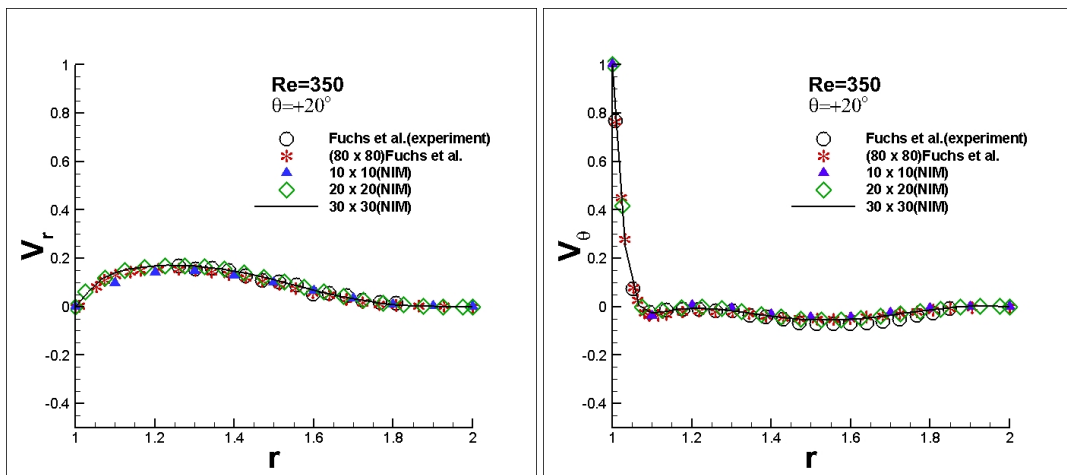 1
0.8
0.6
0.4
0.2
0
-0.2
-0.4
V_r
Re=350
θ=+20°
Fuchs et al.(experiment)
(80 x 80)Fuchs et al.
10 x 10(NIM)
20 x 20(NIM)
30 x 30(NIM)
1 1.2 1.4 1.6 1.8 2
r
1
0.8
0.6
0.4
0.2
0
-0.2
-0.4
V_θ
Re=350
θ=+20°
Fuchs et al.(experiment)
(80 x 80)Fuchs et al.
10 x 10(NIM)
20 x 20(NIM)
30 x 30(NIM)
1 1.2 1.4 1.6 1.8 2
r